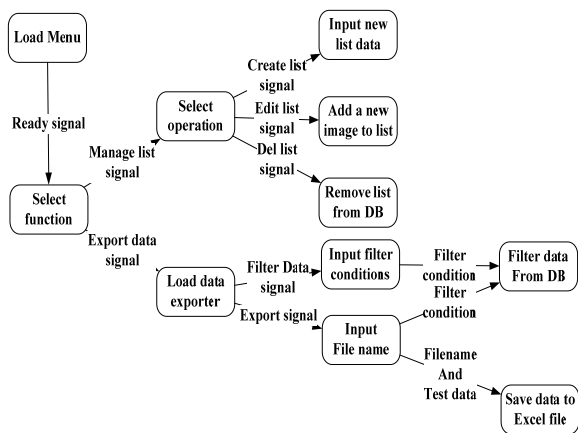 Load Menu
Ready signal
Select
function
Manage list
signal
Export data
signal
Select
operation
Create list
signal
Edit list
signal
Del list
signal
Input new
list data
Add a new
image to list
Remove list
from DB
Load data
exporter
Filter Data
signal
Export signal
Input filter
conditions
Input
File name
Filter
condition
Filter
condition
Filter data
From DB
Filename
And
Test data
Save data to
Excel file